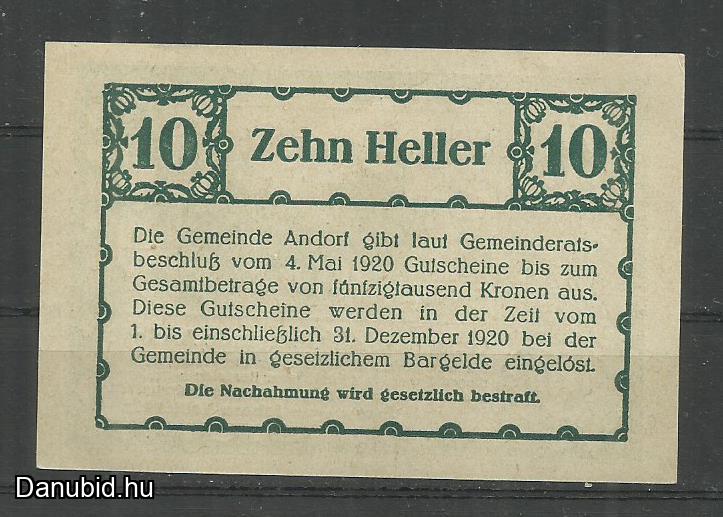 10 Zehn Heller 10
Die Gemeinde Andorf gibt laut Gemeinderats-
beschluß vom 4. Mai 1920 Gutscheine bis zum
Gesamtbetrage von fünfzigtausend Kronen aus.
Diese Gutscheine werden in der Zeit vom
1. bis einschließlich 31. Dezember 1920 bei der
Gemeinde in gesetzlichem Bargelde eingelöst.
Die Nachahmung wird gesetzlich bestraft.
Danubid.hu